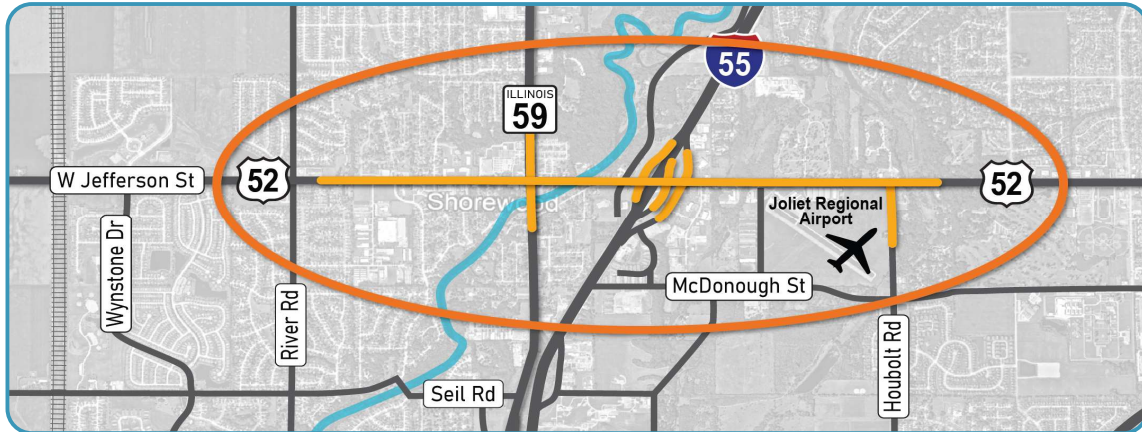 55
ILLINOIS
59
W Jefferson St
52
52
Shorewood
Joliet Regional
Airport
Wynstone Dr
River Rd
McDonough St
Houbolt Rd
Seil Rd